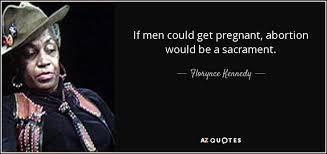 If men could get pregnant, abortion
would be a sacrament.
Florynce Kennedy
AZ QUOTES